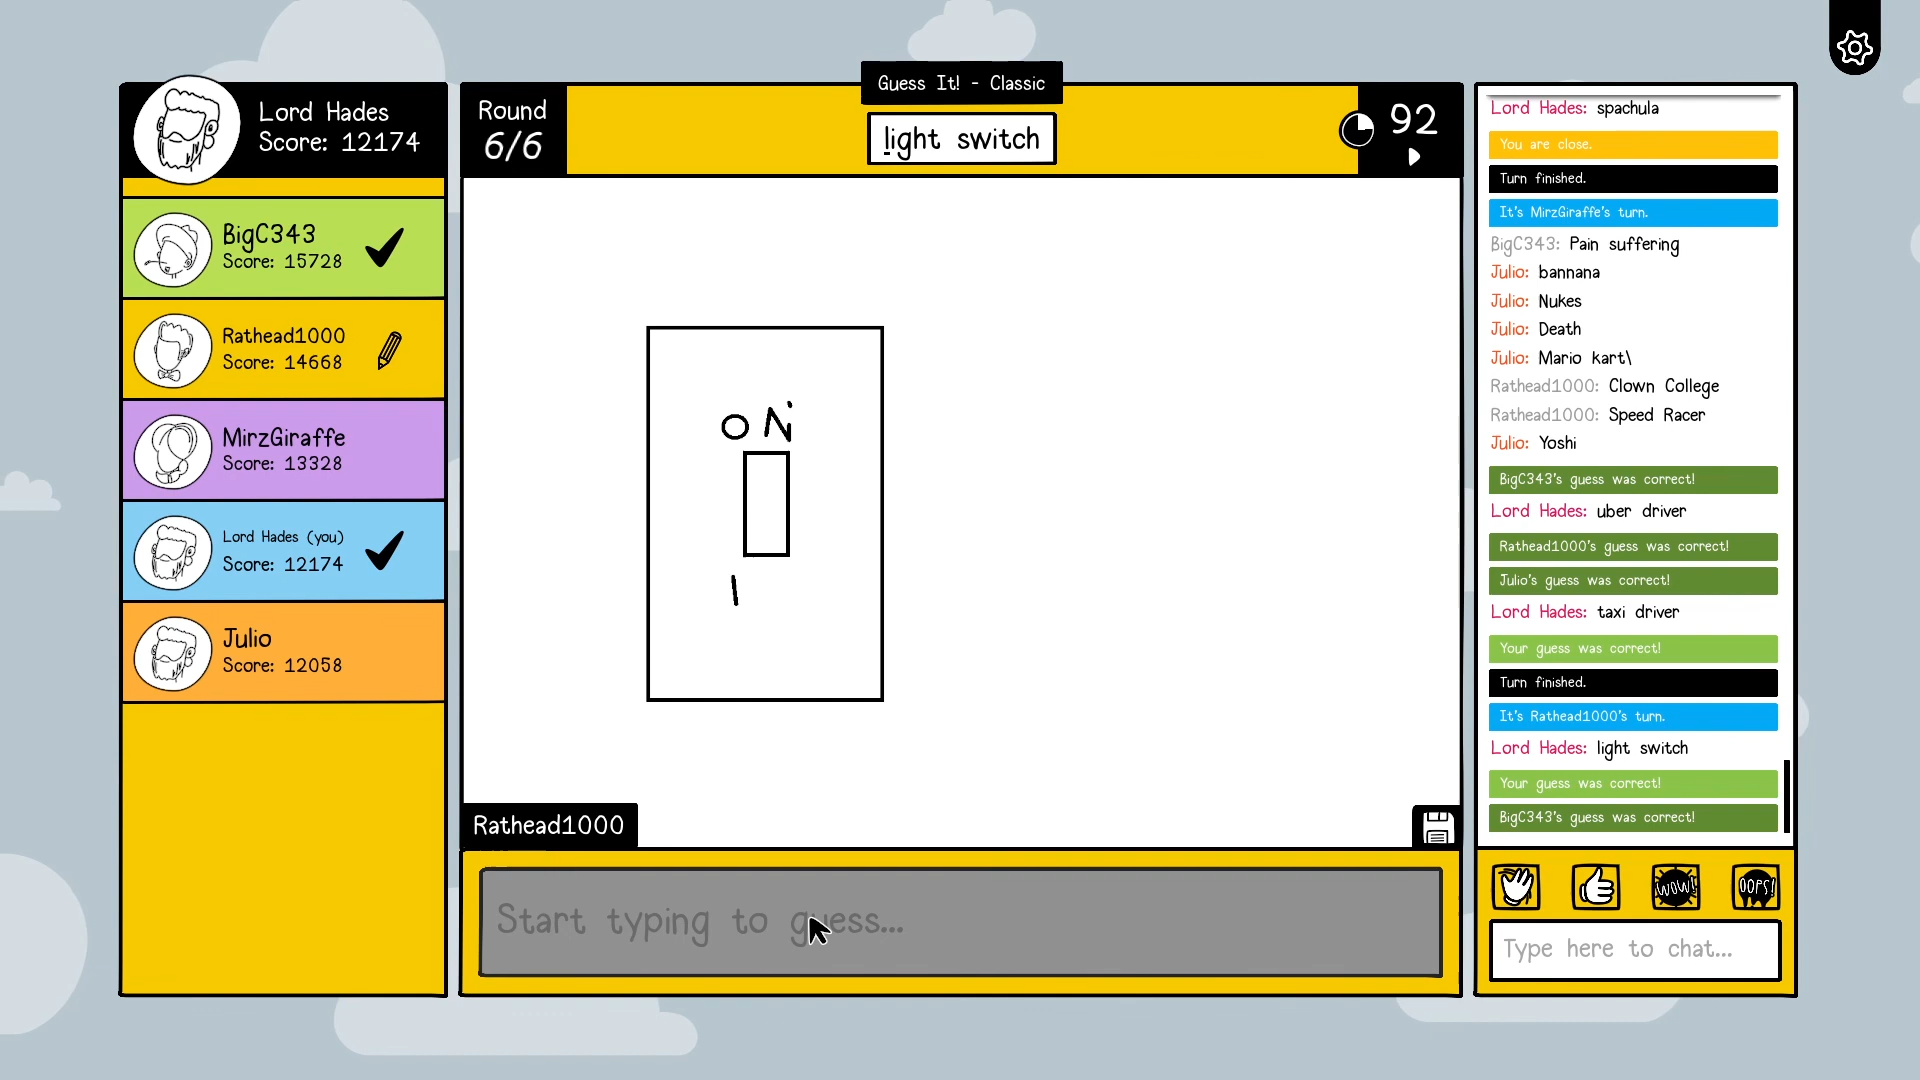 Guess It! - Classic
Lord Hades
Score: 12174
Round
6/6
light switch
92
BigC343
Score: 15728
Rathead1000
Score: 14668
MirzGiraffe
Score: 13328
Lord Hades (you)
Score: 12174
Julio
Score: 12058
ON
Rathead1000
Start typing to guess...
Lord Hades: spachula
You are close.
Turn finished.
It's MirzGiraffe's turn.
BigC343: Pain suffering
Julio: bannana
Julio: Nukes
Julio: Death
Julio: Mario kart\
Rathead1000: Clown College
Rathead1000: Speed Racer
Julio: Yoshi
BigC343's guess was correct!
Lord Hades: uber driver
Rathead1000's guess was correct!
Julio's guess was correct!
Lord Hades: taxi driver
Your guess was correct!
Turn finished.
It's Rathead1000's turn.
Lord Hades: light switch
Your guess was correct!
BigC343's guess was correct!
WOW!
OOPS!
Type here to chat...